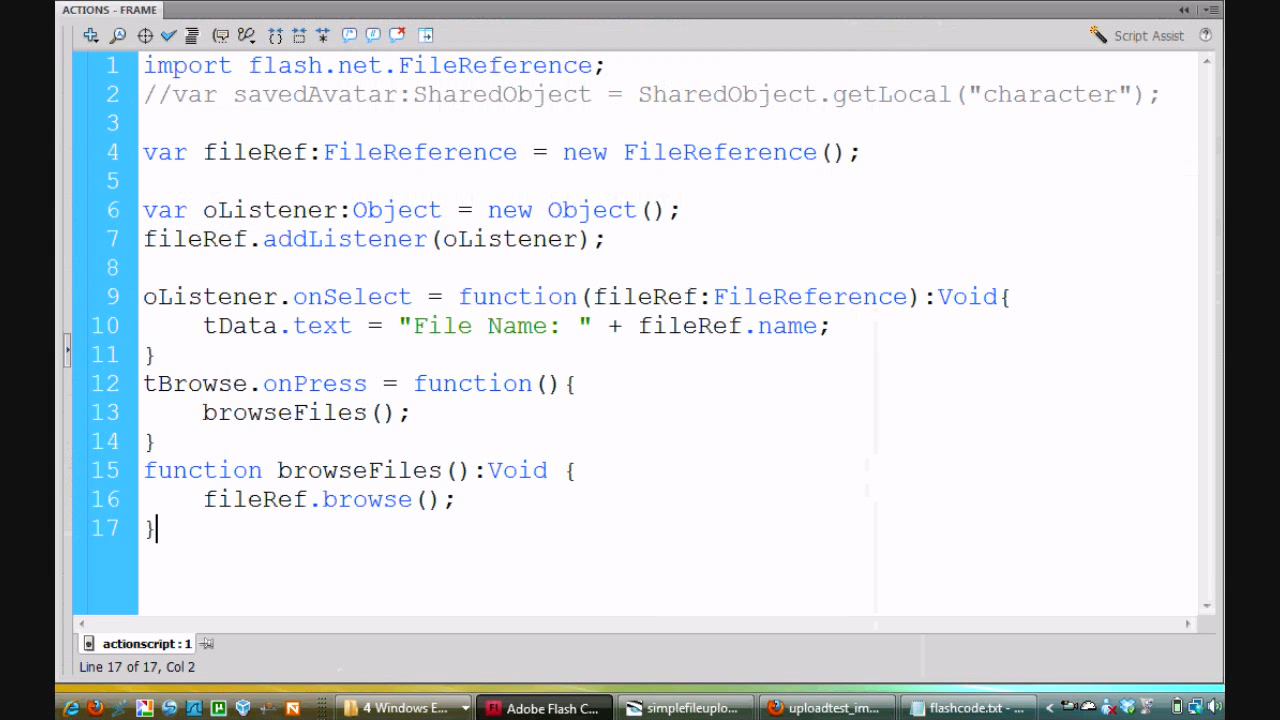 ACTIONS - FRAME
Script Assist
1 import flash.net.FileReference;
2 //var savedAvatar:SharedObject = SharedObject.getLocal("character");
3
4 var fileRef:FileReference = new FileReference();
5
6 var oListener:Object = new Object();
7 fileRef.addListener(oListener);
8
9 oListener.onSelect = function(fileRef:FileReference):Void{
10 tData.text = "File Name: " + fileRef.name;
11 }
12 tBrowse.onPress = function(){
13 browseFiles();
14 }
15 function browseFiles():Void {
16 fileRef.browse();
17 }
actionscript:1
Line 17 of 17, Col 2
4 Windows E... Adobe Flash C... simplefileuplo... uploadtest_im... flashcode.txt - ...